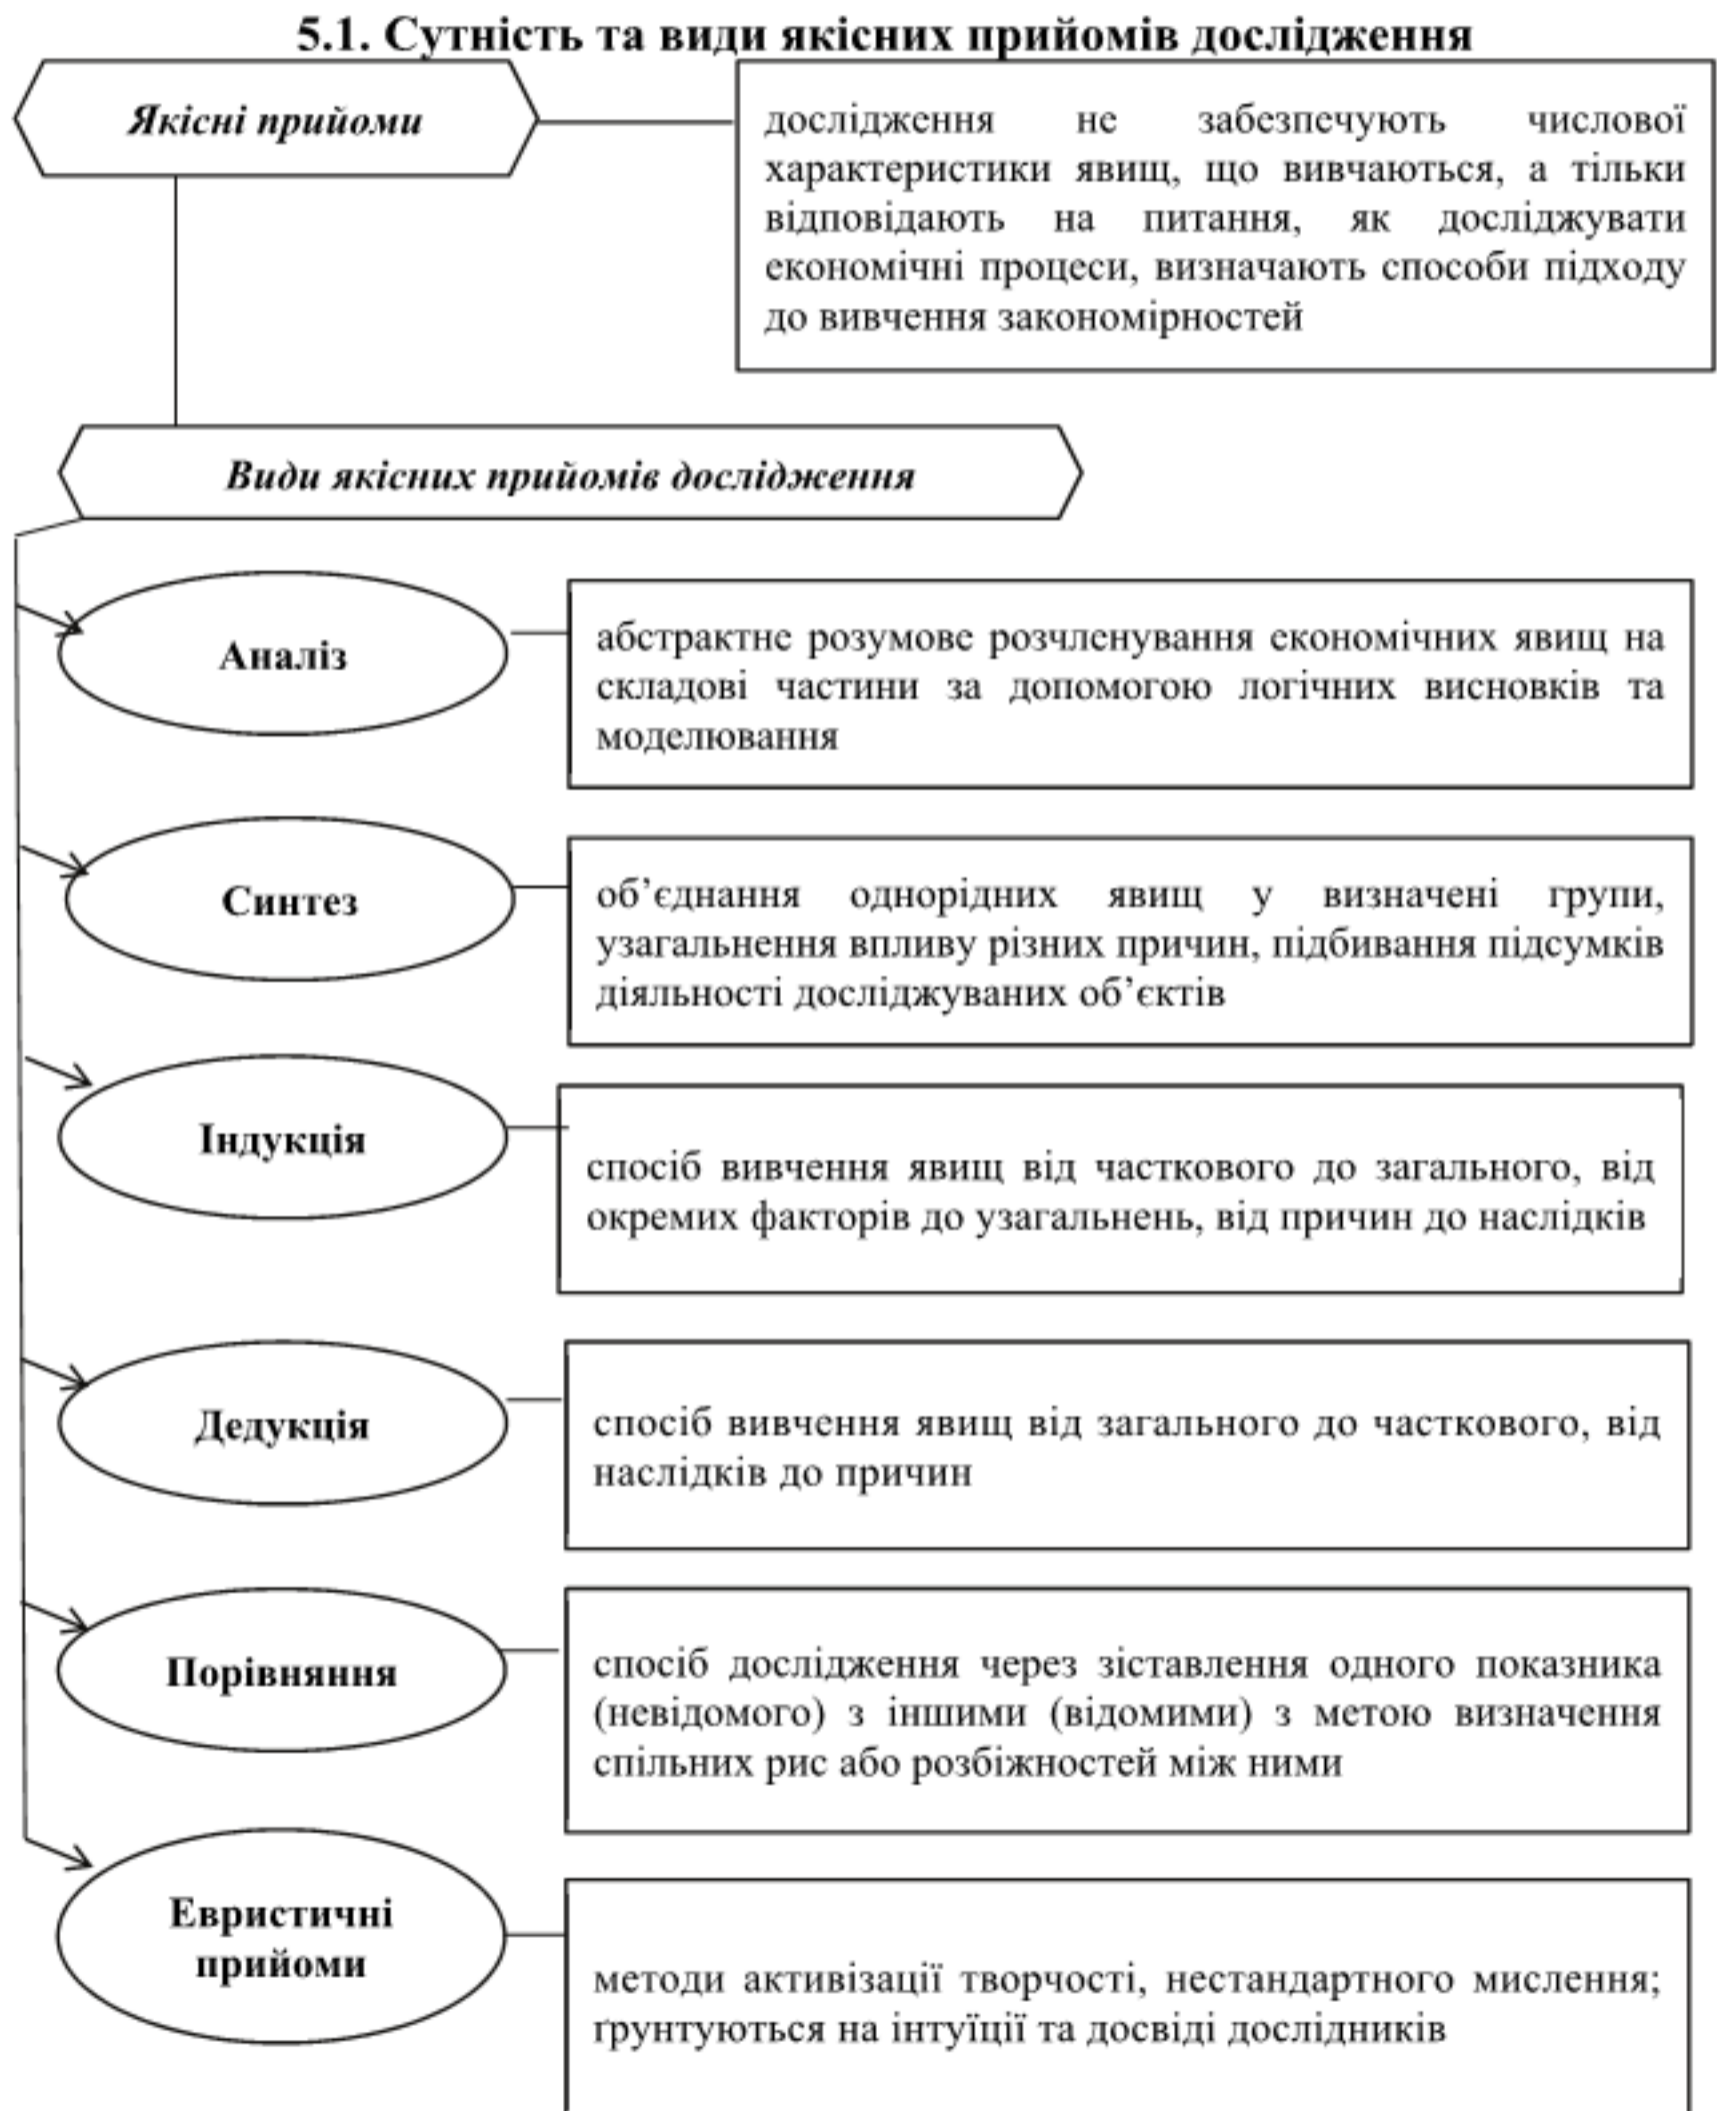 5.1. Сутність та види якісних прийомів дослідження
Якісні прийоми
дослідження не забезпечують числової
характеристики явищ, що вивчаються, а тільки
відповідають на питання, як досліджувати
економічні процеси, визначають способи підходу
до вивчення закономірностей
Види якісних прийомів дослідження
Аналіз
абстрактне розумове розчленування економічних явищ на
складові частини за допомогою логічних висновків та
моделювання
Синтез
об’єднання однорідних явищ у визначені групи,
узагальнення впливу різних причин, підбивання підсумків
діяльності досліджуваних об’єктів
Індукція
спосіб вивчення явищ від часткового до загального, від
окремих факторів до узагальнень, від причин до наслідків
Дедукція
спосіб вивчення явищ від загального до часткового, від
наслідків до причин
Порівняння
спосіб дослідження через зіставлення одного показника
(невідомого) з іншими (відомими) з метою визначення
спільних рис або розбіжностей між ними
Евристичні
прийоми
методи активізації творчості, нестандартного мислення;
ґрунтуються на інтуїції та досвіді дослідників